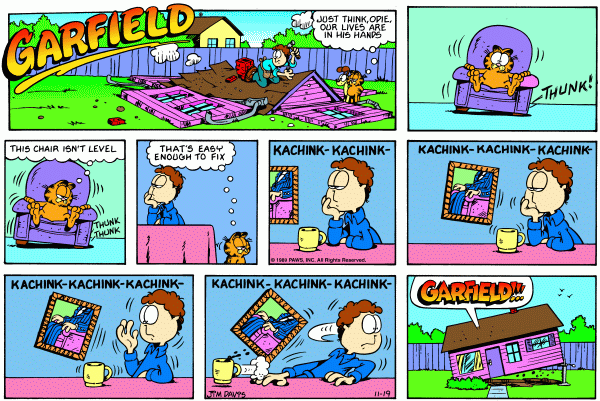 GARFIELD
JUST THINK, ODIE,
OUR LIVES ARE
IN HIS HANDS
THUNK!
THIS CHAIR ISN'T LEVEL
THUNK
THUNK
THAT'S EASY
ENOUGH TO FIX
KACHINK-KACHINK-
© 1989 PAWS, INC. All Rights Reserved.
KACHINK-KACHINK-KACHINK-
KACHINK-KACHINK-KACHINK-
KACHINK-KACHINK-KACHINK-
JIM DAVIS
11-19
GARFIELD!!!